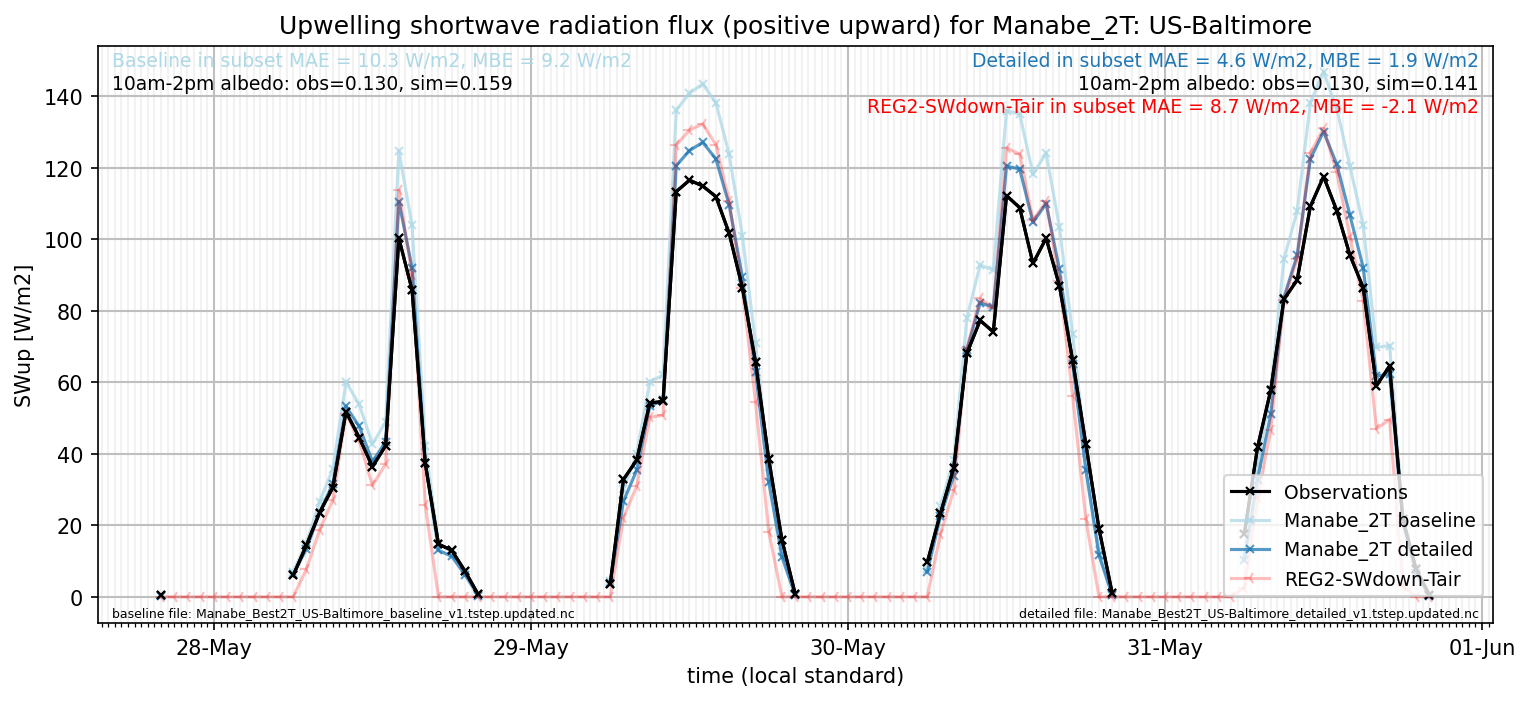 Upwelling shortwave radiation flux (positive upward) for Manabe_2T: US-Baltimore
Baseline in subset MAE = 10.3 W/m2, MBE = 9.2 W/m2
10am-2pm albedo: obs=0.130, sim=0.159
Detailed in subset MAE = 4.6 W/m2, MBE = 1.9 W/m2
10am-2pm albedo: obs=0.130, sim=0.141
REG2-SWdown-Tair in subset MAE = 8.7 W/m2, MBE = -2.1 W/m2
SWup [W/m2]
140
120
100
80
60
40
20
0
Observations
Manabe_2T baseline
Manabe_2T detailed
REG2-SWdown-Tair
baseline file: Manabe_Best2T_US-Baltimore_baseline_v1.tstep.updated.nc
detailed file: Manabe_Best2T_US-Baltimore_detailed_v1.tstep.updated.nc
28-May
29-May
30-May
31-May
01-Jun
time (local standard)